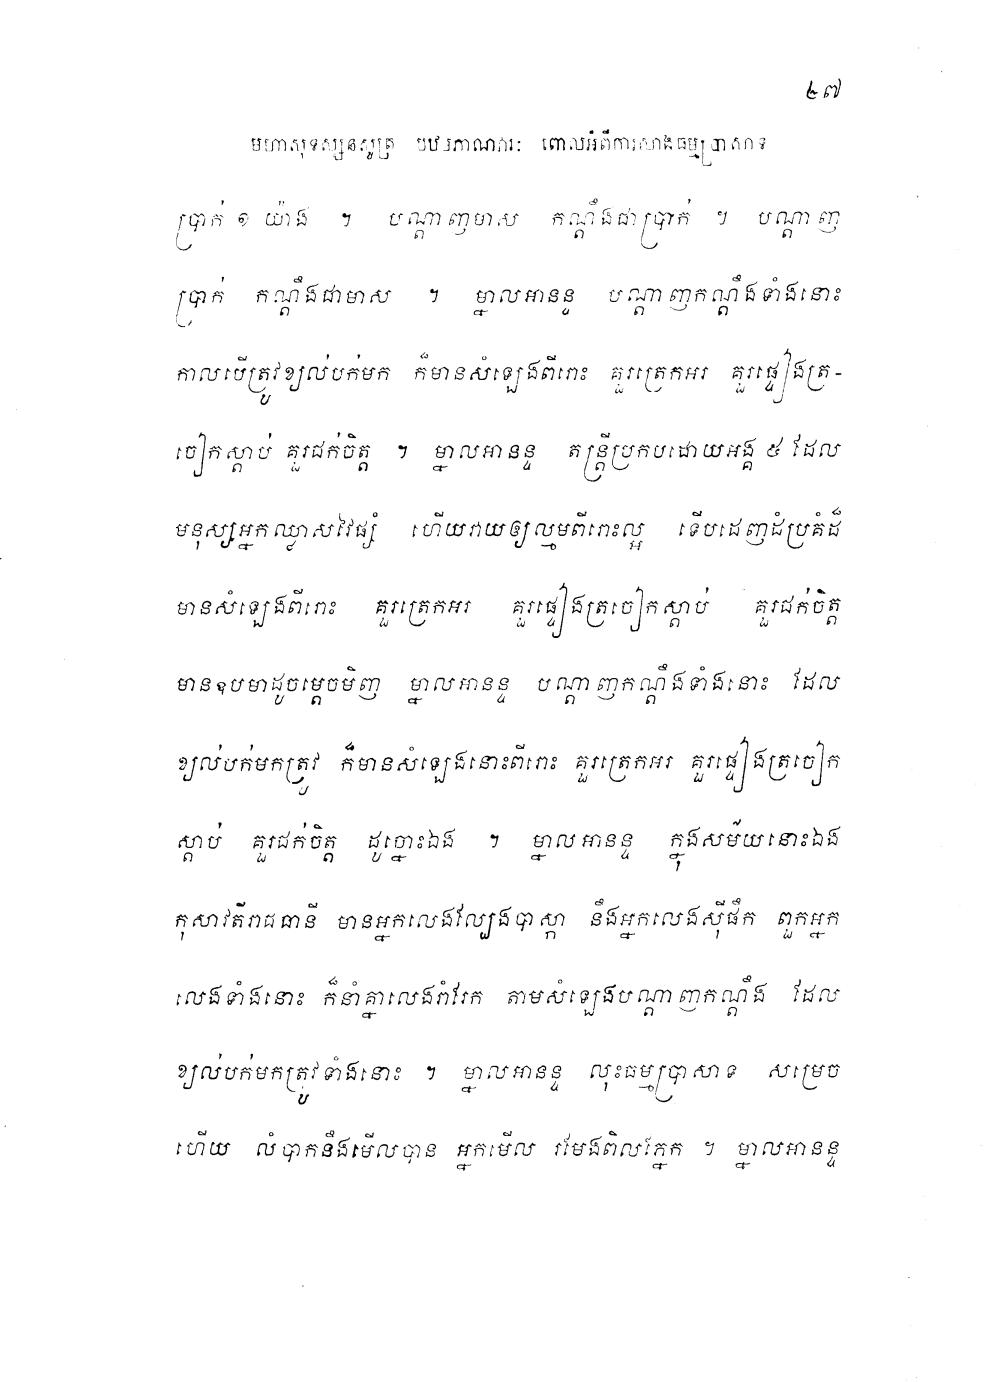 ២៧
មហាសុទស្សនសូត្រ បឋមភាណវារៈ ពោលអំពីការសាងធម្មប្រាសាទ
ប្រាក់ ១ យ៉ាង ។ បណ្តាញមាស កណ្តឹងជាប្រាក់ ។ បណ្តាញ
ប្រាក់ កណ្តឹងជាមាស ។ ម្នាលអានន្ទ បណ្តាញកណ្តឹងទាំងនោះ
កាលបើត្រូវខ្យល់បក់មក ក៏មានសំឡេងពីរោះ គួរត្រេកអរ គួរផ្ទៀងត្រ-
ចៀកស្តាប់ គួរជក់ចិត្ត ។ ម្នាលអានន្ទ តន្ត្រីប្រកបដោយអង្គ ៥ ដែល
មនុស្សអ្នកឈ្លាសវៃផ្សំ ហើយវាយឲ្យល្មមពីរោះល្អ ទើបដេញដំប្រគំដ៏
មានសំឡេងពីរោះ គួរត្រេកអរ គួរផ្ទៀងត្រចៀកស្តាប់ គួរជក់ចិត្ត
មានឧបមាដូចម្តេចមិញ ម្នាលអានន្ទ បណ្តាញកណ្តឹងទាំងនោះ ដែល
ខ្យល់បក់មកត្រូវ ក៏មានសំឡេងនោះពីរោះ គួរត្រេកអរ គួរផ្ទៀងត្រចៀក
ស្តាប់ គួរជក់ចិត្ត ដូច្នោះឯង ។ ម្នាលអានន្ទ ក្នុងសម័យនោះឯង
កុសាវតីរាជធានី មានអ្នកលេងល្បែងបាស្កា នឹងអ្នកលេងស៊ីផឹក ពួកអ្នក
លេងទាំងនោះ ក៏នាំគ្នាលេងរាំរែក តាមសំឡេងបណ្តាញកណ្តឹង ដែល
ខ្យល់បក់មកត្រូវទាំងនោះ ។ ម្នាលអានន្ទ លុះធម្មប្រាសាទ សម្រេច
ហើយ លំបាកនឹងមើលបាន អ្នកមើល រមែងពិលភ្នែក ។ ម្នាលអានន្ទ